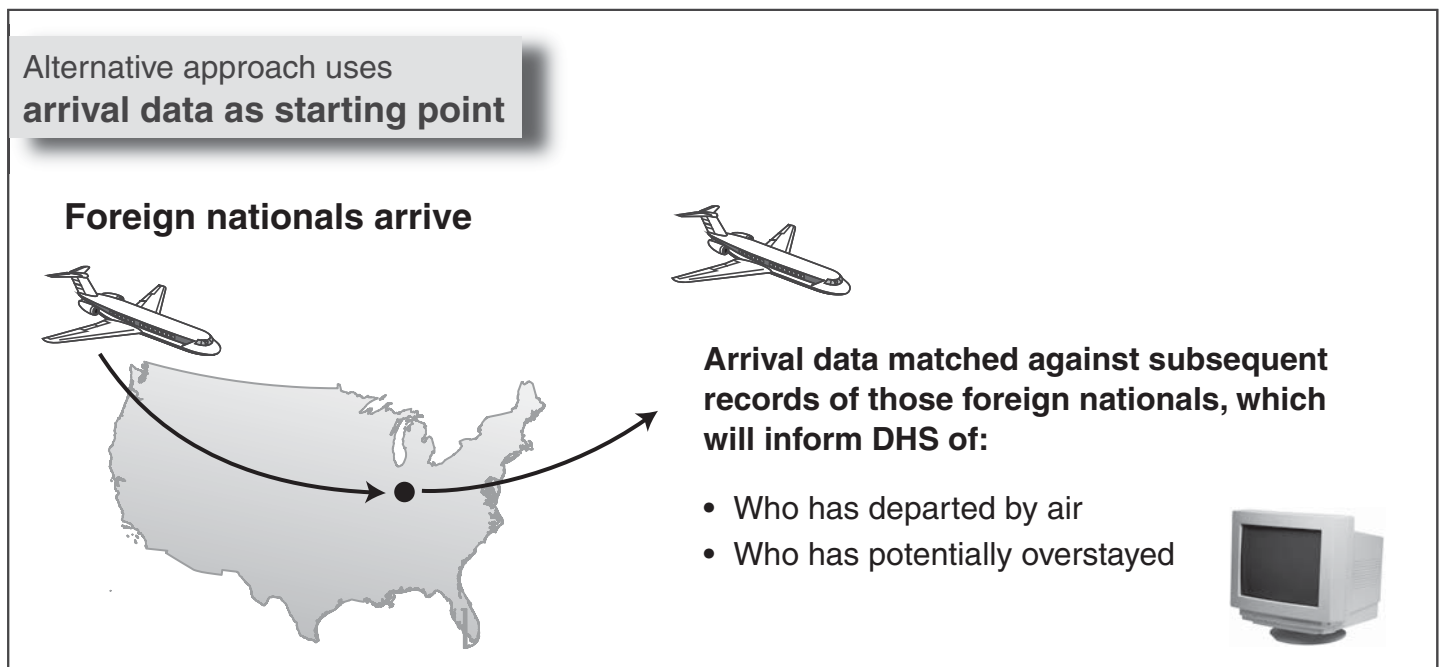 Alternative approach uses
arrival data as starting point
Foreign nationals arrive
Arrival data matched against subsequent
records of those foreign nationals, which
will inform DHS of:
• Who has departed by air
• Who has potentially overstayed